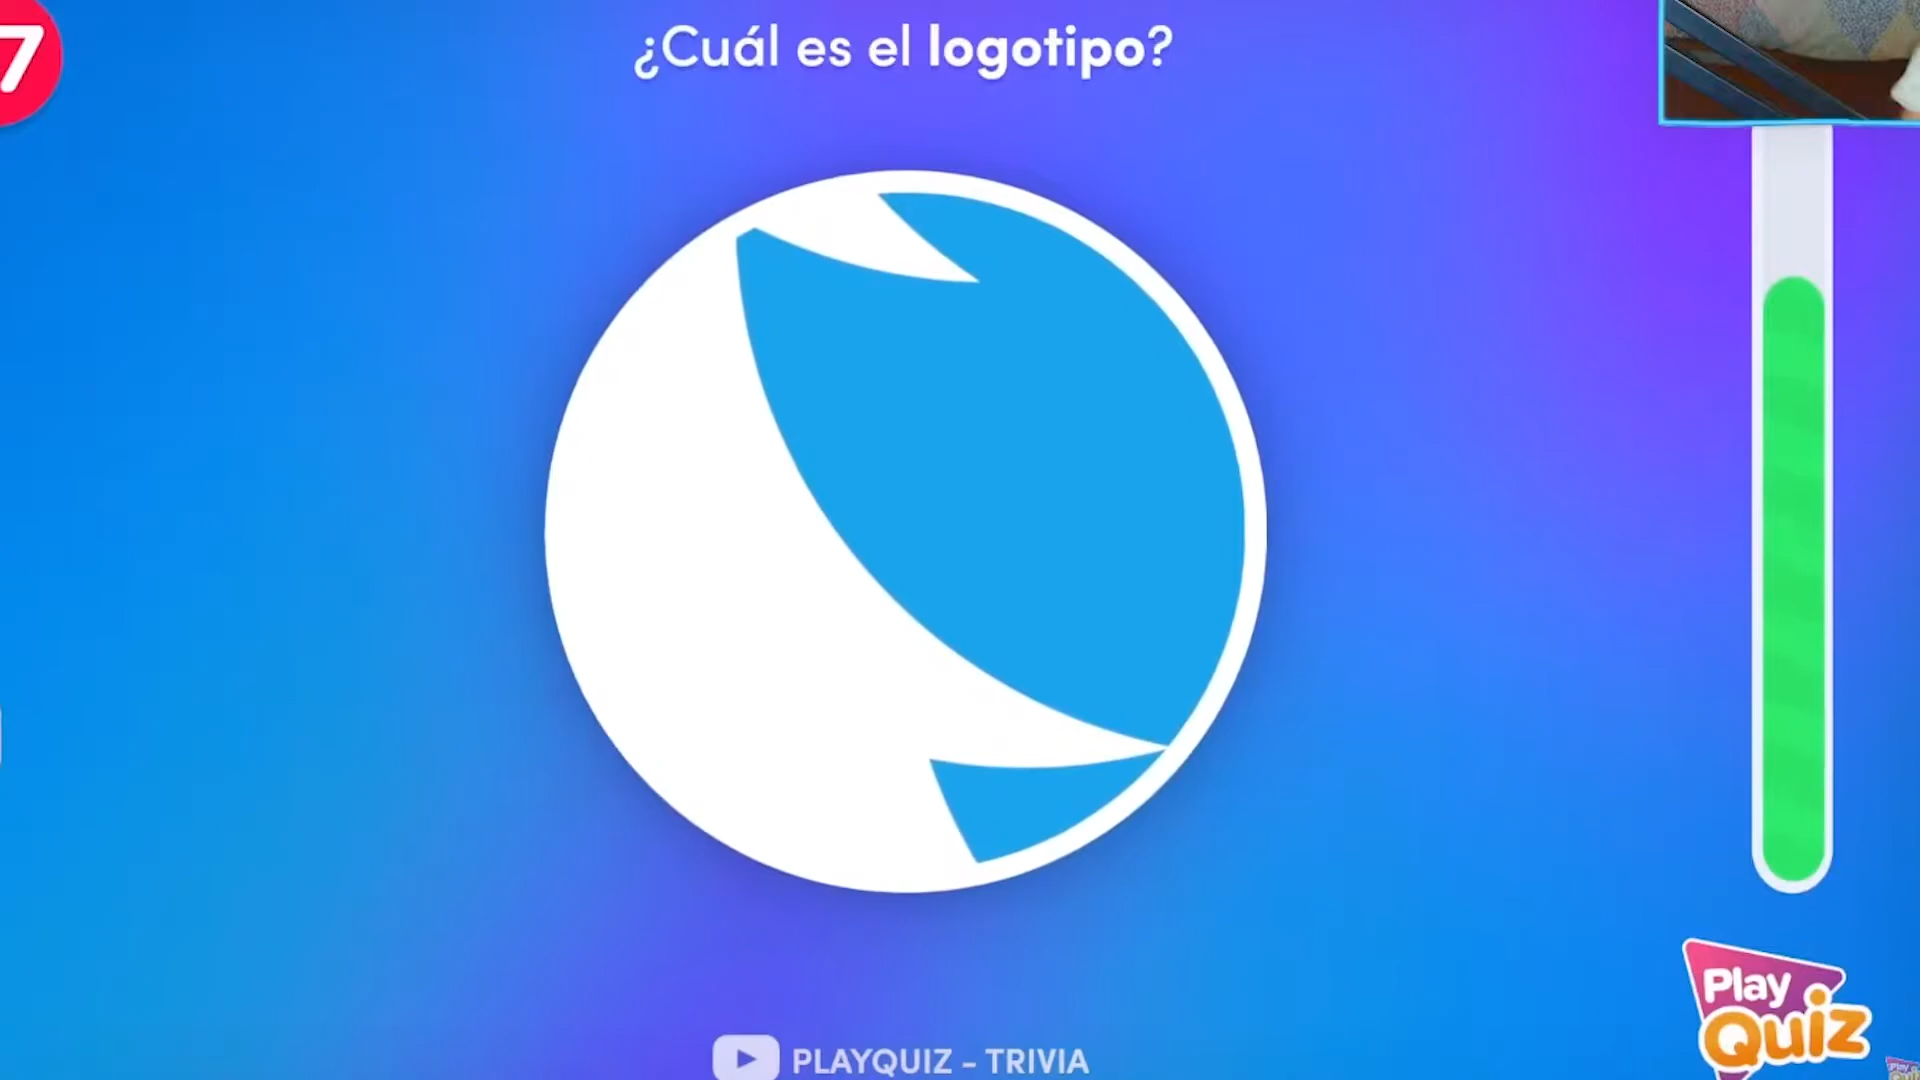 7
¿Cuál es el logotipo?
PLAYQUIZ - TRIVIA
Play
Quiz